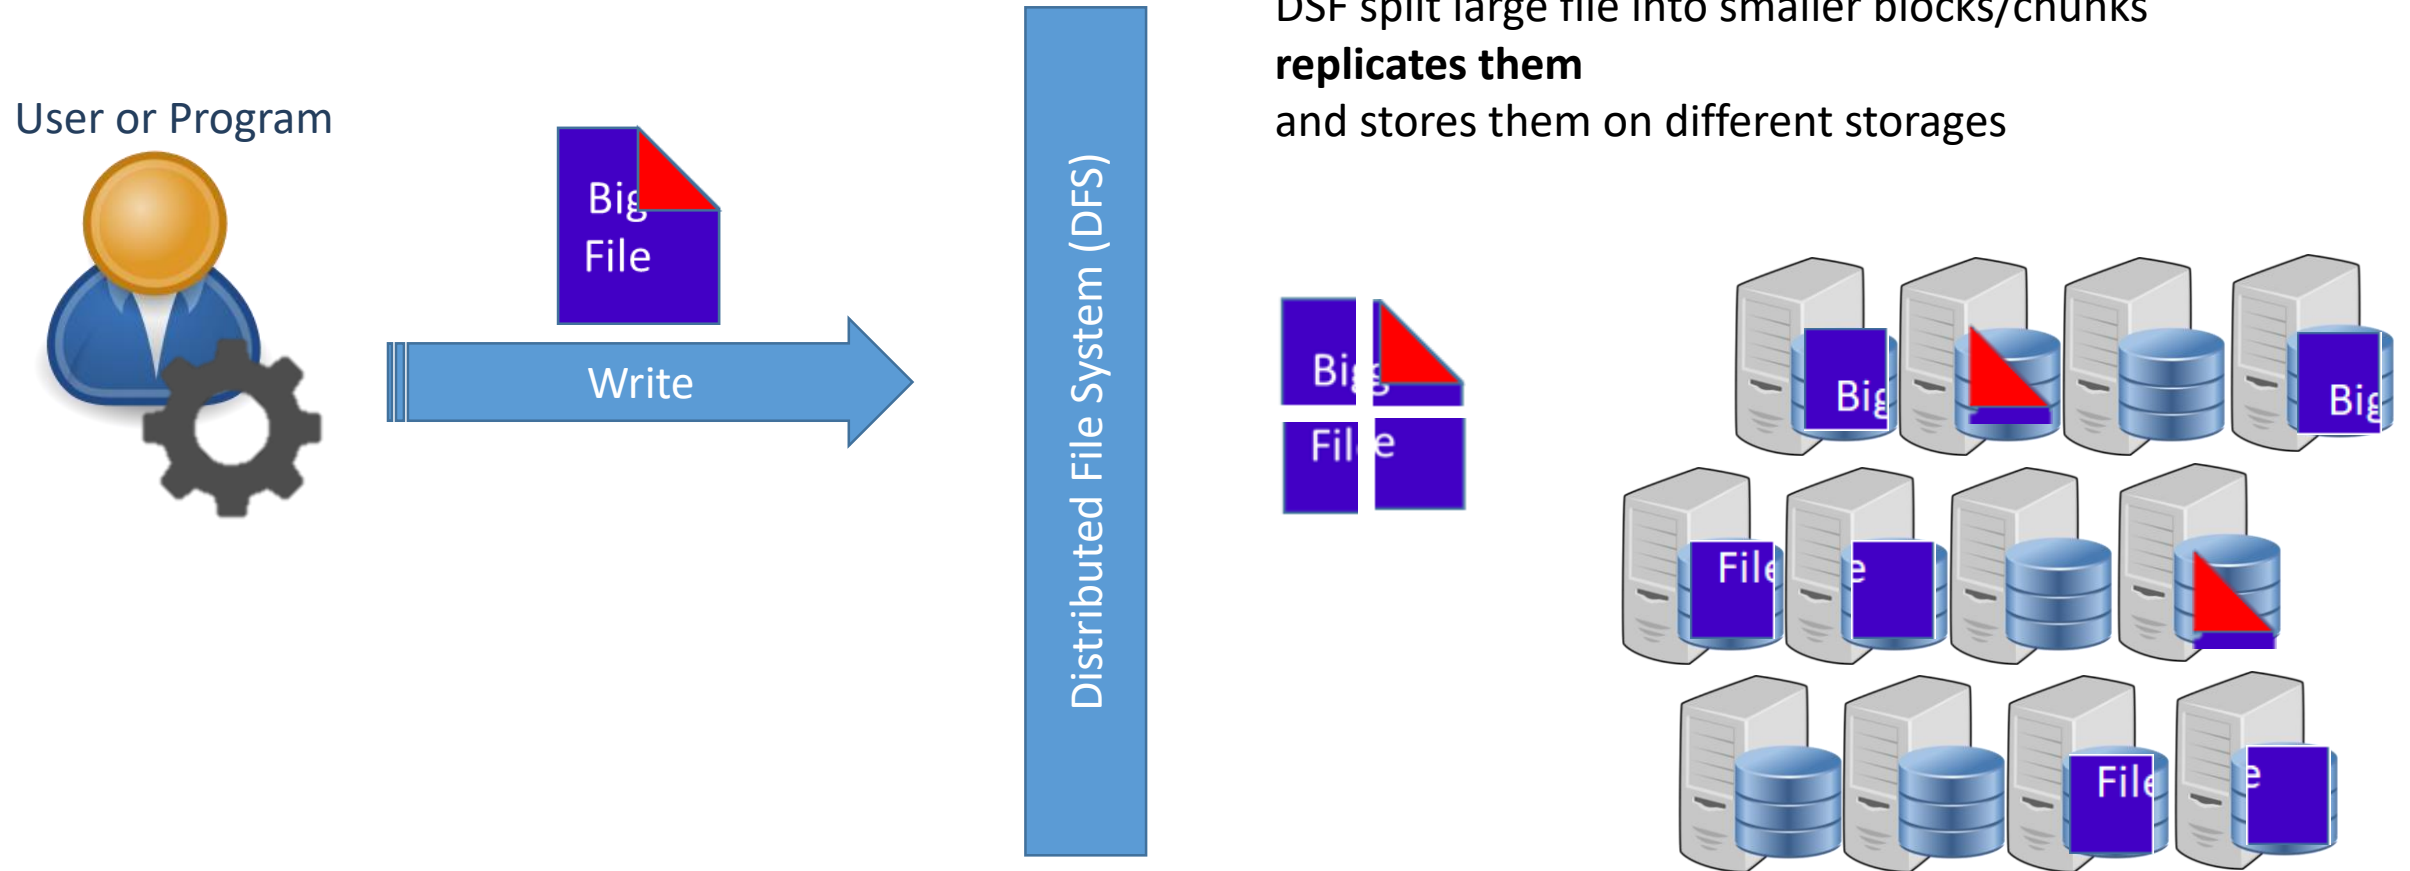 DSF split large file into smaller blocks/chunks
replicates them
and stores them on different storages
User or Program
Big
File
Write
Distributed File System (DFS)
Big
File
Big
Big
File
e
File
e